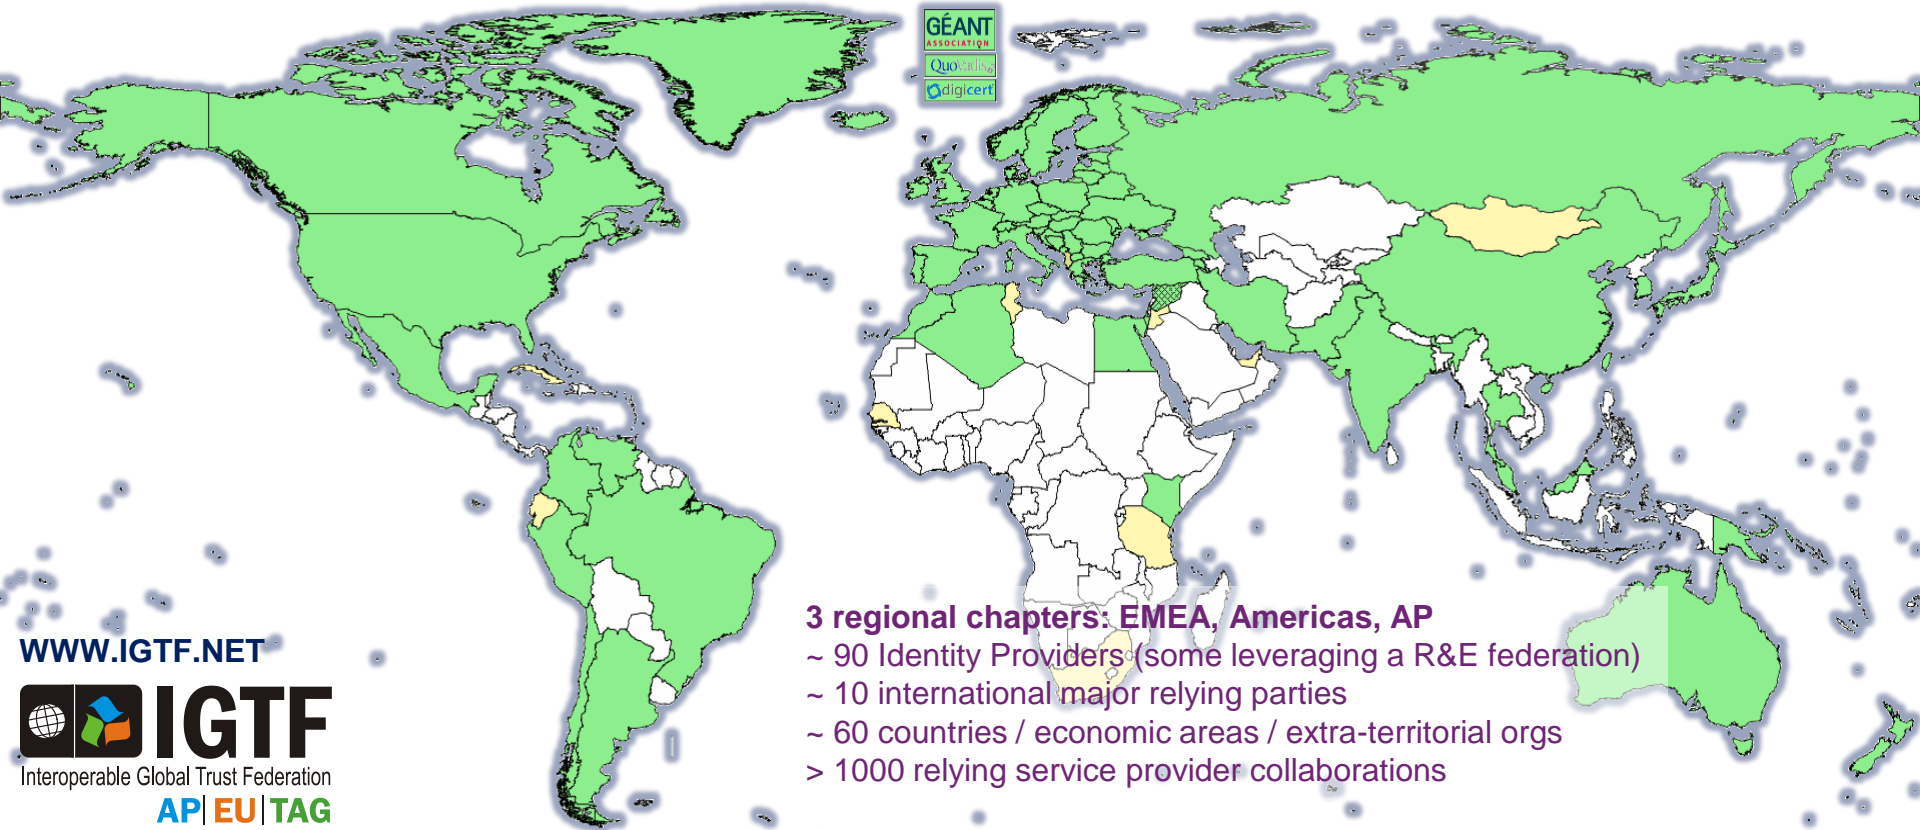 GÉANT
ASSOCIATION
QuoVadis
digicert
3 regional chapters: EMEA, Americas, AP
~ 90 Identity Providers (some leveraging a R&E federation)
~ 10 international major relying parties
~ 60 countries / economic areas / extra-territorial orgs
> 1000 relying service provider collaborations
WWW.IGTF.NET
IGTF
Interoperable Global Trust Federation
AP| EU| TAG